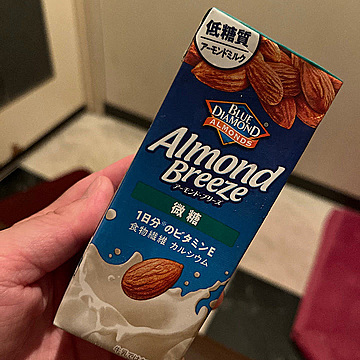 低糖質
アーモンドミルク
BLUE
DIAMOND
ALMONDS
Almond
Breeze
アーモンド・ブリーズ
微糖
1日分※のビタミンE
食物繊維 カルシウム